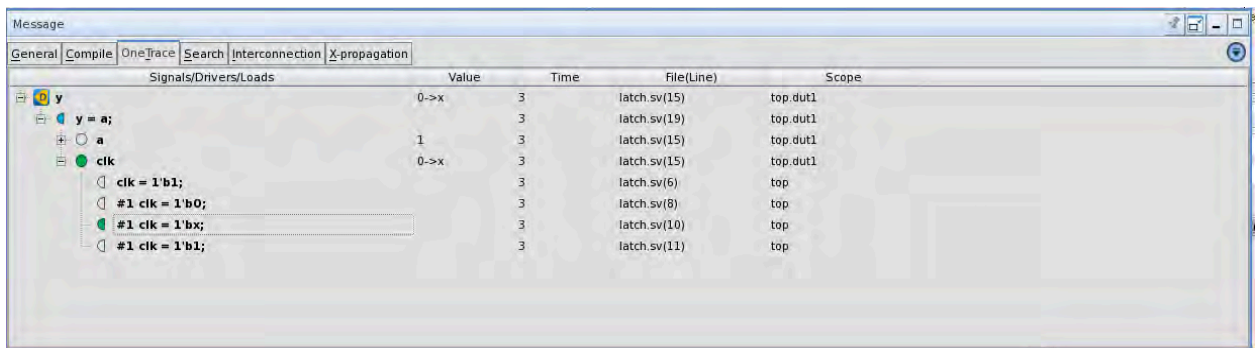 Message
General Compile OneTrace Search Interconnection X-propagation
Signals/Drivers/Loads Value Time File(Line) Scope
y 0->x 3 latch.sv(15) top.dut1
y = a; 3 latch.sv(19) top.dut1
a 1 3 latch.sv(15) top.dut1
clk 0->x 3 latch.sv(15) top.dut1
clk = 1'b1; 3 latch.sv(6) top
#1 clk = 1'b0; 3 latch.sv(8) top
#1 clk = 1'bx; 3 latch.sv(10) top
#1 clk = 1'b1; 3 latch.sv(11) top